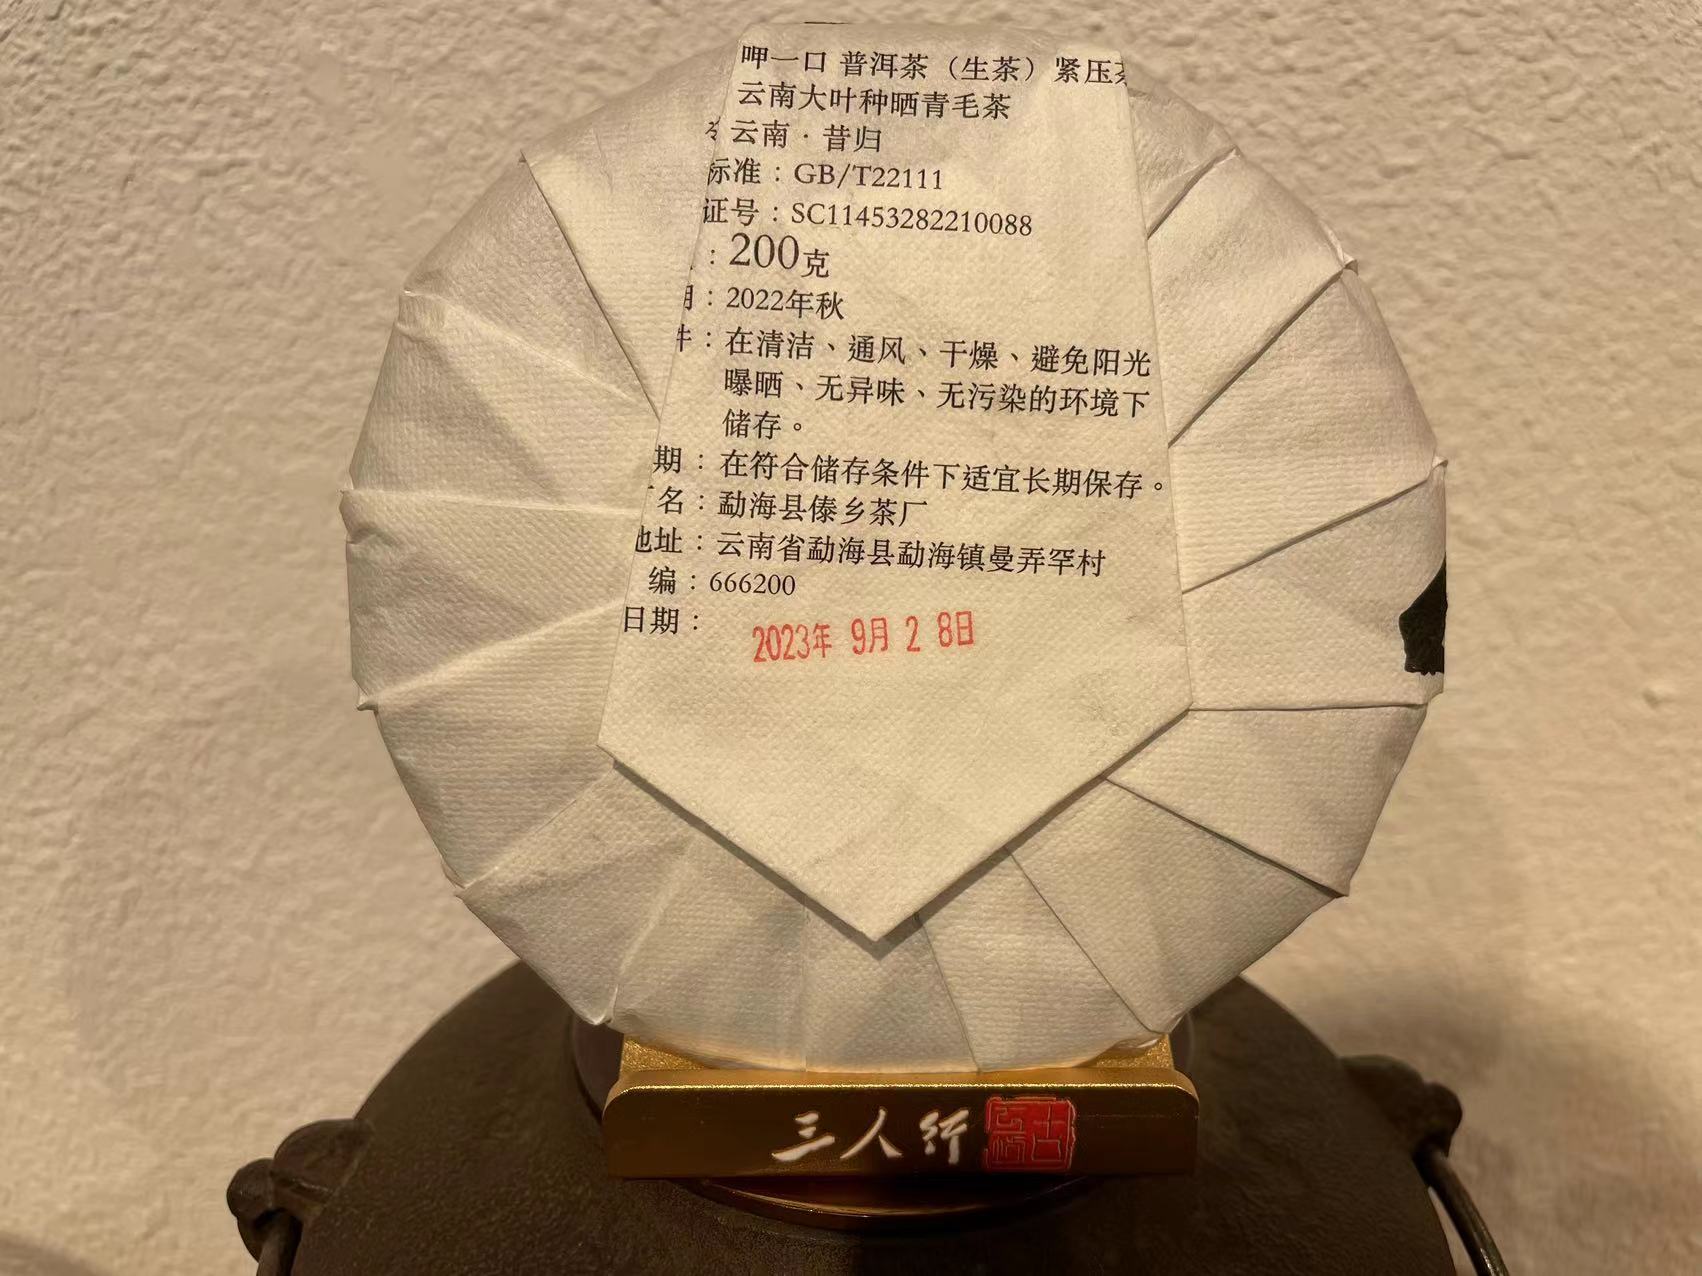 呷一口 普洱茶（生茶）紧压
云南大叶种晒青毛茶
云南·昔归
标准：GB/T22111
证号：SC11453282210088
：200克
期：2022年秋
件：在清洁、通风、干燥、避免阳光
曝晒、无异味、无污染的环境下
储存。
期：在符合储存条件下适宜长期保存。
名：勐海县傣乡茶厂
地址：云南省勐海县勐海镇曼弄罕村
编：666200
日期：2023年 9月 2 8日
三人行